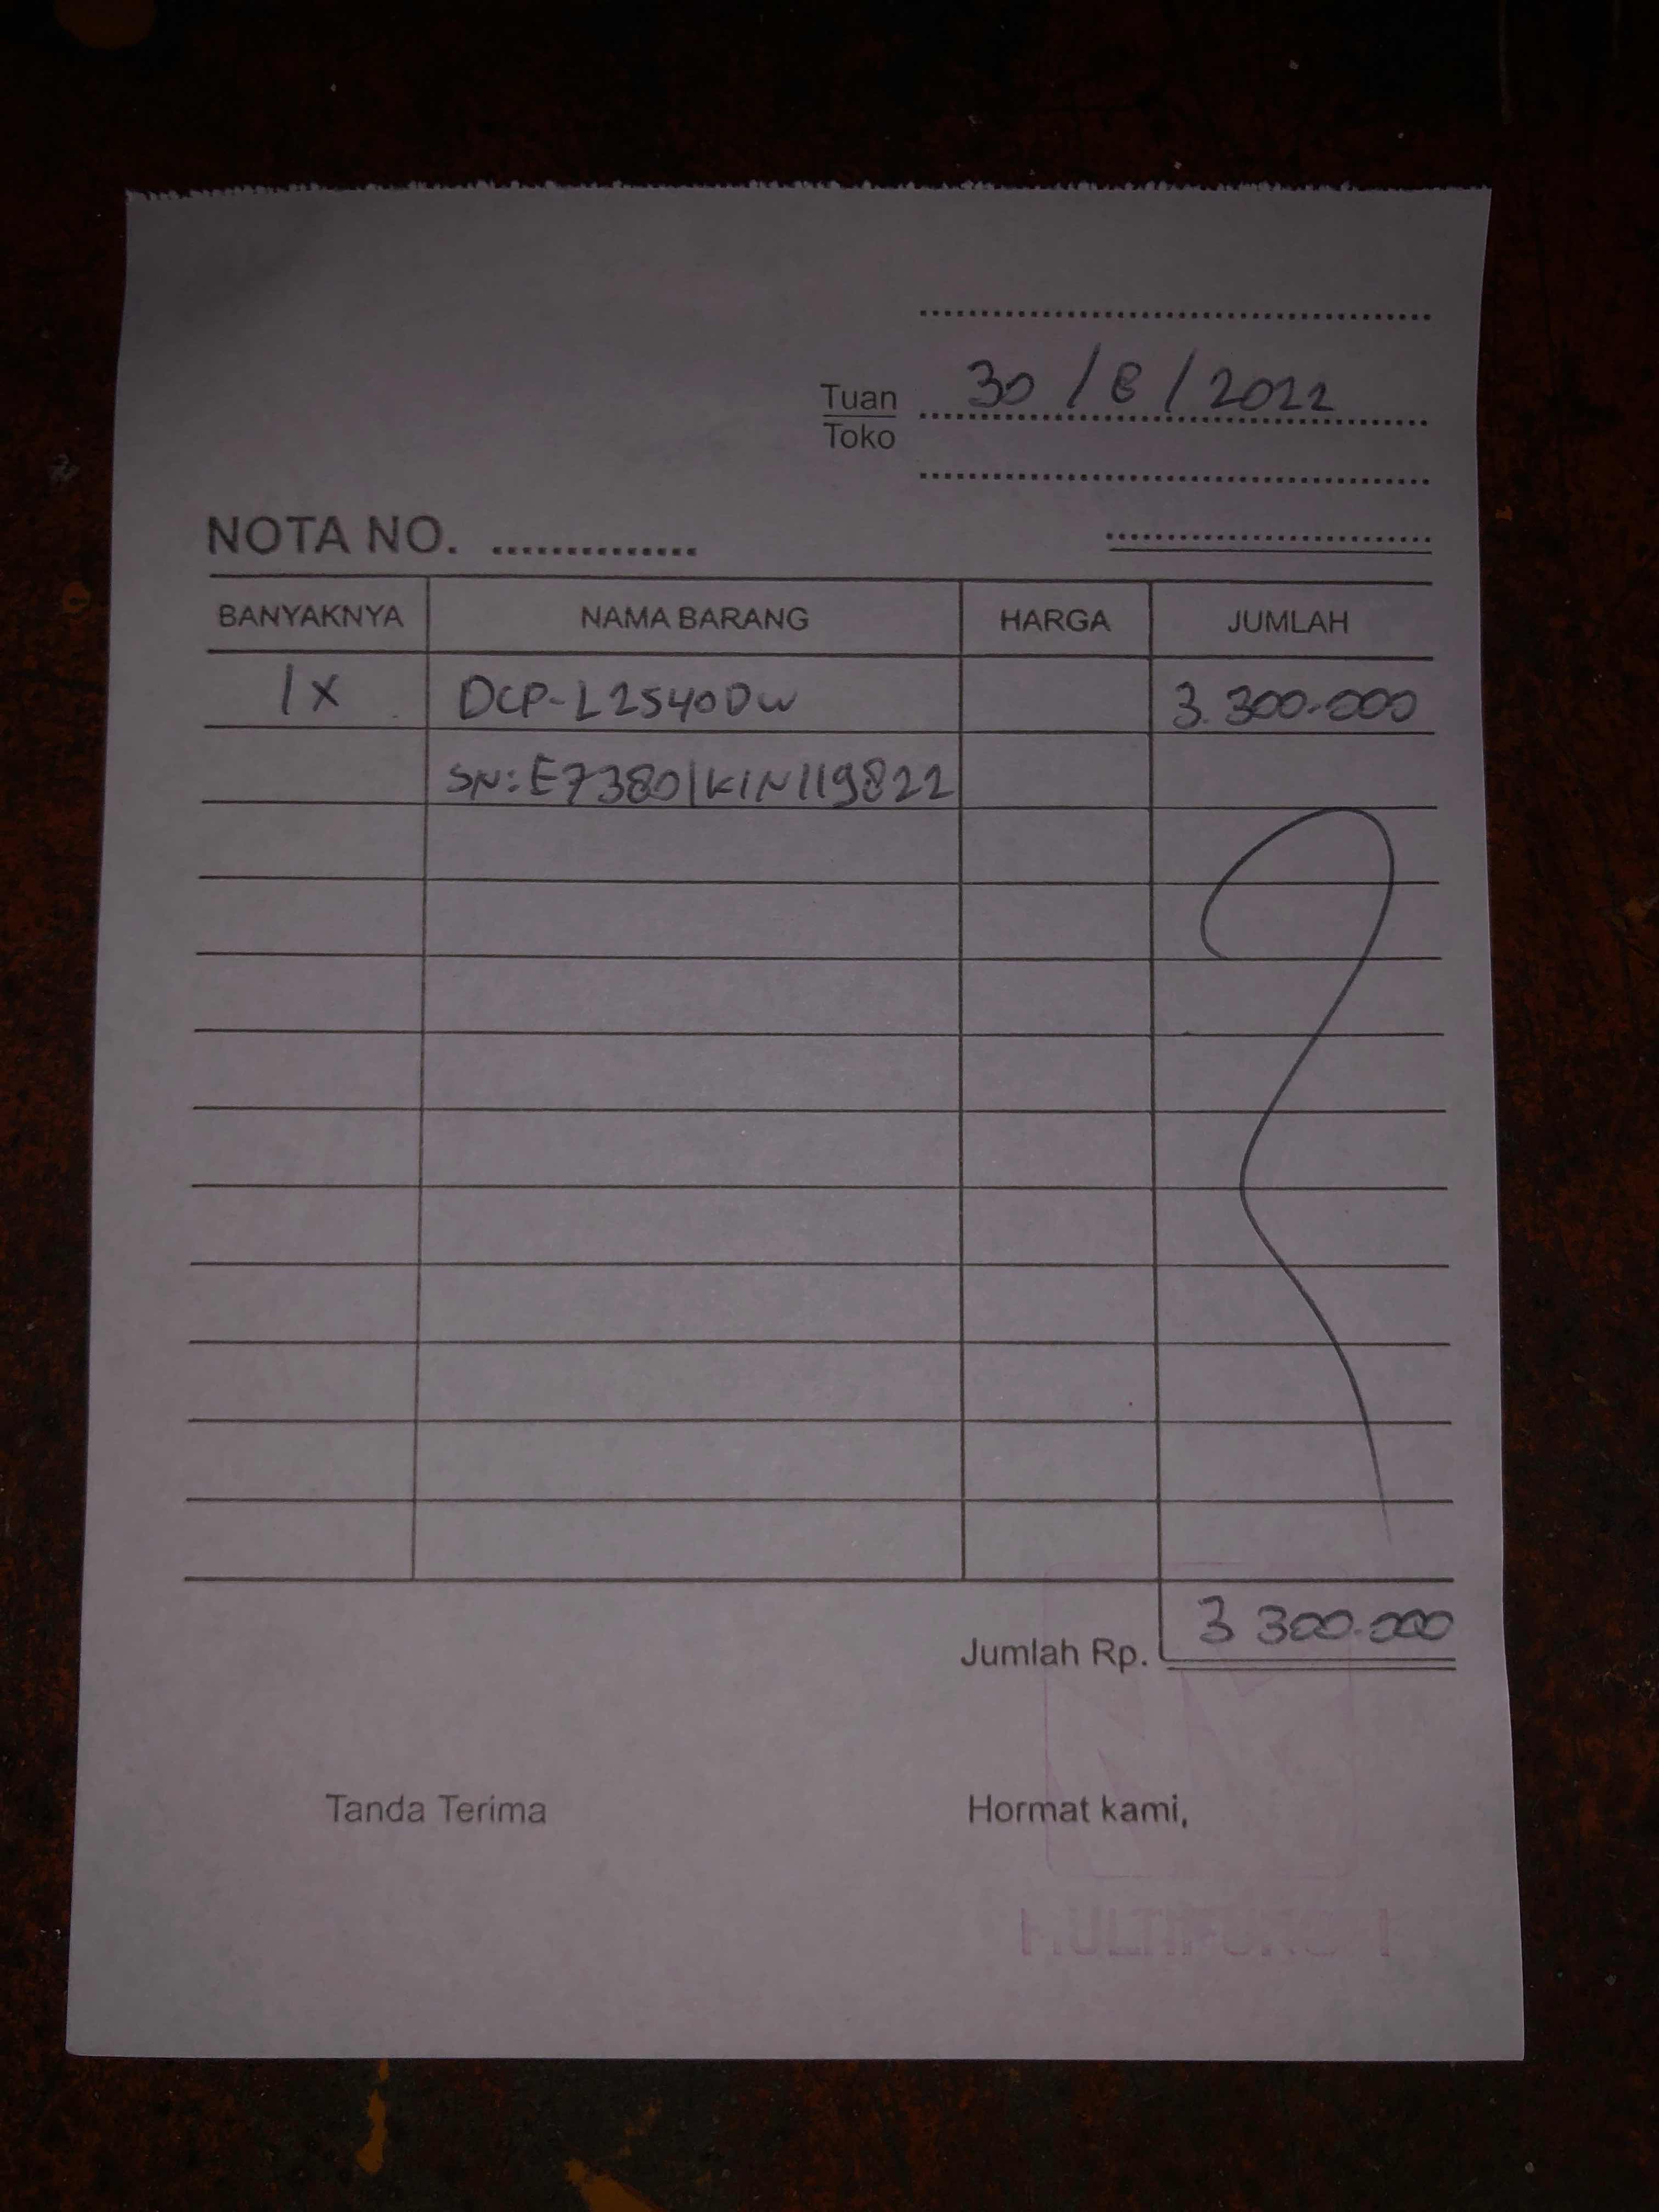 30/8/2022
Tuan
Toko
NOTA NO.
BANYAKNYA NAMA BARANG HARGA JUMLAH
1x DCP-L2540DW 3.300.000
SN: E73801K1N119822
Jumlah Rp. 3 300.000
Tanda Terima Hormat kami,